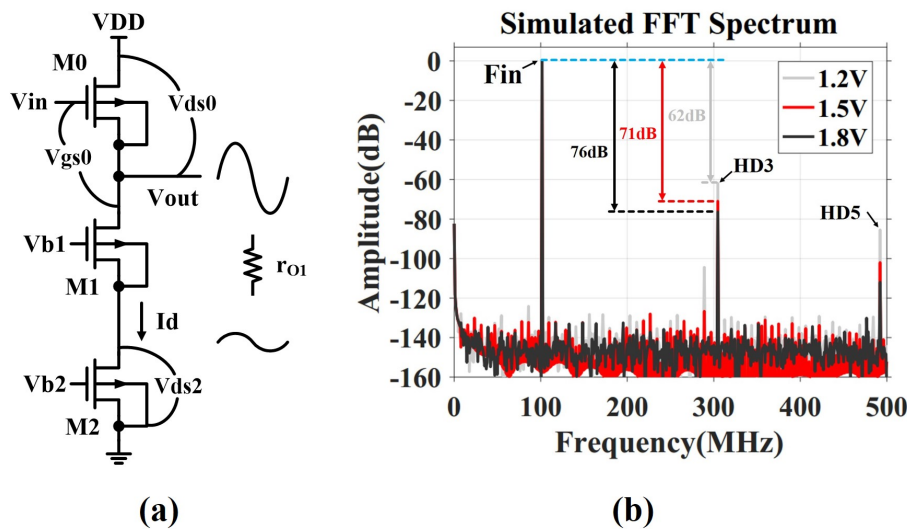 VDD
M0
Vin
Vds0
Vgs0
Vout
Vb1
rO1
M1
Id
Vb2
Vds2
M2
(a)
Simulated FFT Spectrum
Amplitude(dB)
0
-20
-40
-60
-80
-100
-120
-140
-160
Fin
62dB
71dB
76dB
1.2V
1.5V
1.8V
HD3
HD5
0
100
200
300
400
500
Frequency(MHz)
(b)